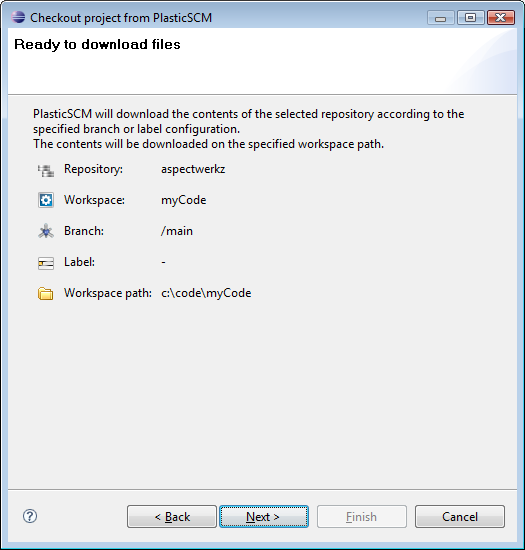 Checkout project from PlasticSCM
Ready to download files
PlasticSCM will download the contents of the selected repository according to the
specified branch or label configuration.
The contents will be downloaded on the specified workspace path.
Repository: aspectwerkz
Workspace: myCode
Branch: /main
Label: -
Workspace path: c:\code\myCode
? < Back Next > Finish Cancel